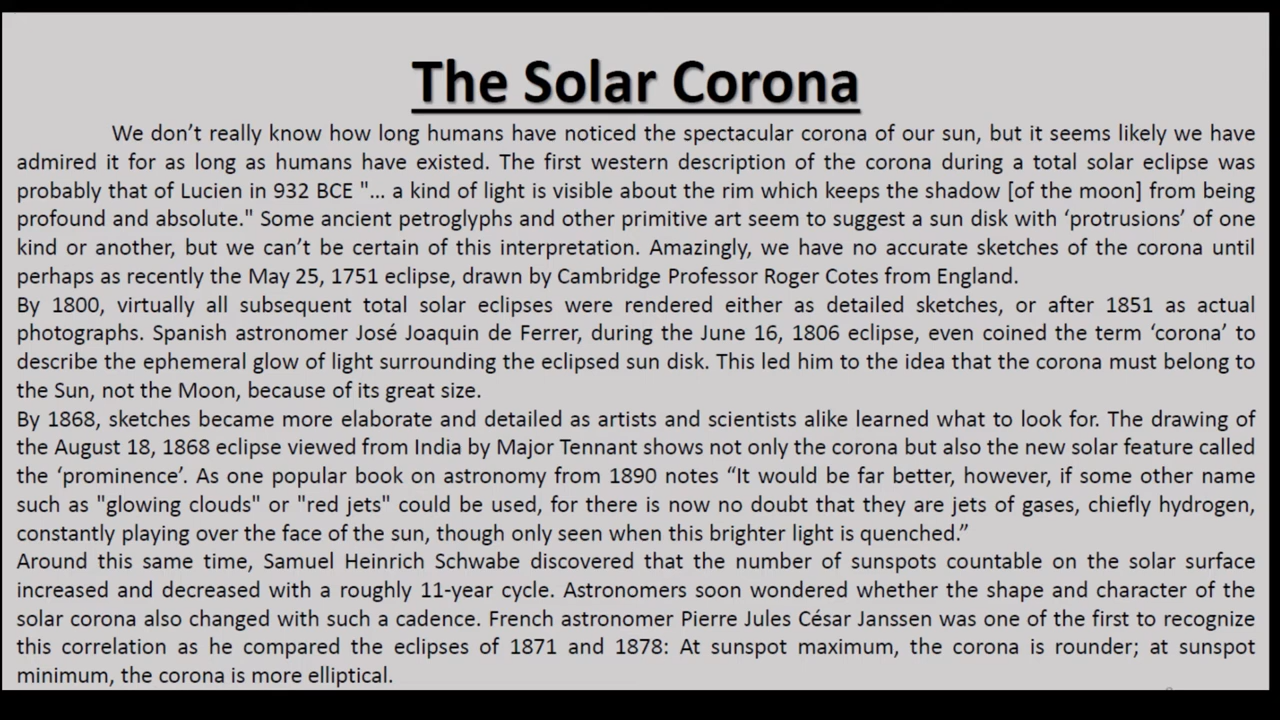 The Solar Corona
We don’t really know how long humans have noticed the spectacular corona of our sun, but it seems likely we have
admired it for as long as humans have existed. The first western description of the corona during a total solar eclipse was
probably that of Lucien in 932 BCE "... a kind of light is visible about the rim which keeps the shadow [of the moon] from being
profound and absolute." Some ancient petroglyphs and other primitive art seem to suggest a sun disk with ‘protrusions’ of one
kind or another, but we can’t be certain of this interpretation. Amazingly, we have no accurate sketches of the corona until
perhaps as recently the May 25, 1751 eclipse, drawn by Cambridge Professor Roger Cotes from England.
By 1800, virtually all subsequent total solar eclipses were rendered either as detailed sketches, or after 1851 as actual
photographs. Spanish astronomer José Joaquin de Ferrer, during the June 16, 1806 eclipse, even coined the term ‘corona’ to
describe the ephemeral glow of light surrounding the eclipsed sun disk. This led him to the idea that the corona must belong to
the Sun, not the Moon, because of its great size.
By 1868, sketches became more elaborate and detailed as artists and scientists alike learned what to look for. The drawing of
the August 18, 1868 eclipse viewed from India by Major Tennant shows not only the corona but also the new solar feature called
the ‘prominence’. As one popular book on astronomy from 1890 notes “It would be far better, however, if some other name
such as "glowing clouds" or "red jets" could be used, for there is now no doubt that they are jets of gases, chiefly hydrogen,
constantly playing over the face of the sun, though only seen when this brighter light is quenched.”
Around this same time, Samuel Heinrich Schwabe discovered that the number of sunspots countable on the solar surface
increased and decreased with a roughly 11-year cycle. Astronomers soon wondered whether the shape and character of the
solar corona also changed with such a cadence. French astronomer Pierre Jules César Janssen was one of the first to recognize
this correlation as he compared the eclipses of 1871 and 1878: At sunspot maximum, the corona is rounder; at sunspot
minimum, the corona is more elliptical.